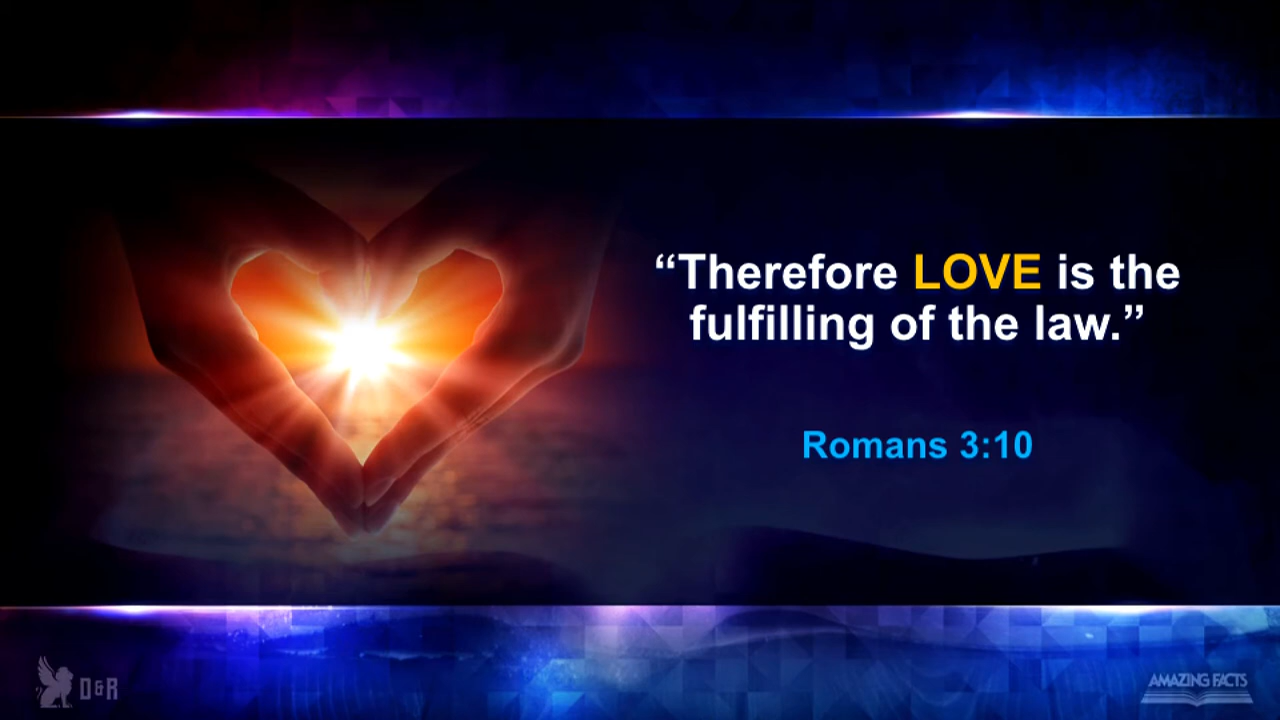 “Therefore LOVE is the
fulfilling of the law.”
Romans 3:10
D&R
AMAZING FACTS